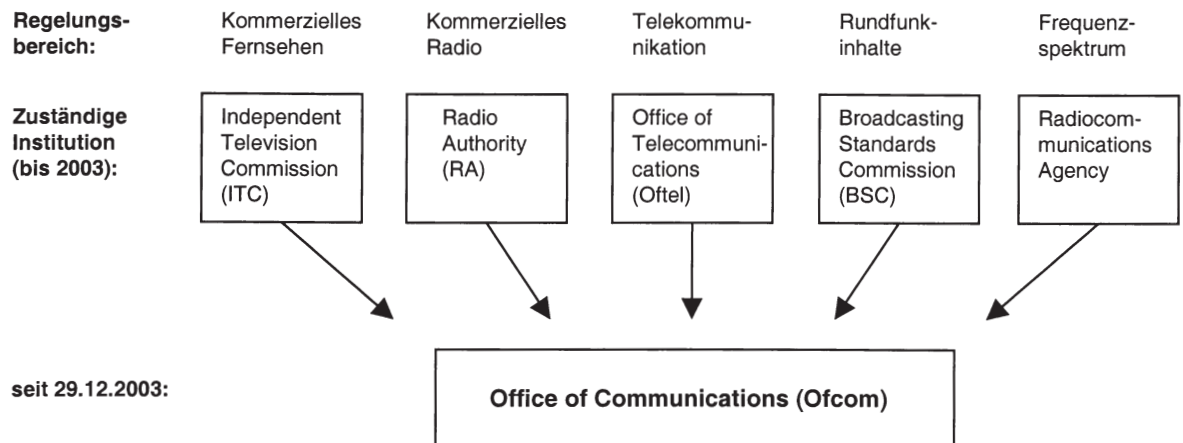 Regelungs-
bereich:
Kommerzielles
Fernsehen
Kommerzielles
Radio
Telekommu-
nikation
Rundfunk-
inhalte
Frequenz-
spektrum
Zuständige
Institution
(bis 2003):
Independent
Television
Commission
(ITC)
Radio
Authority
(RA)
Office of
Telecommuni-
cations
(Oftel)
Broadcasting
Standards
Commission
(BSC)
Radiocom-
munications
Agency
seit 29.12.2003:
Office of Communications (Ofcom)